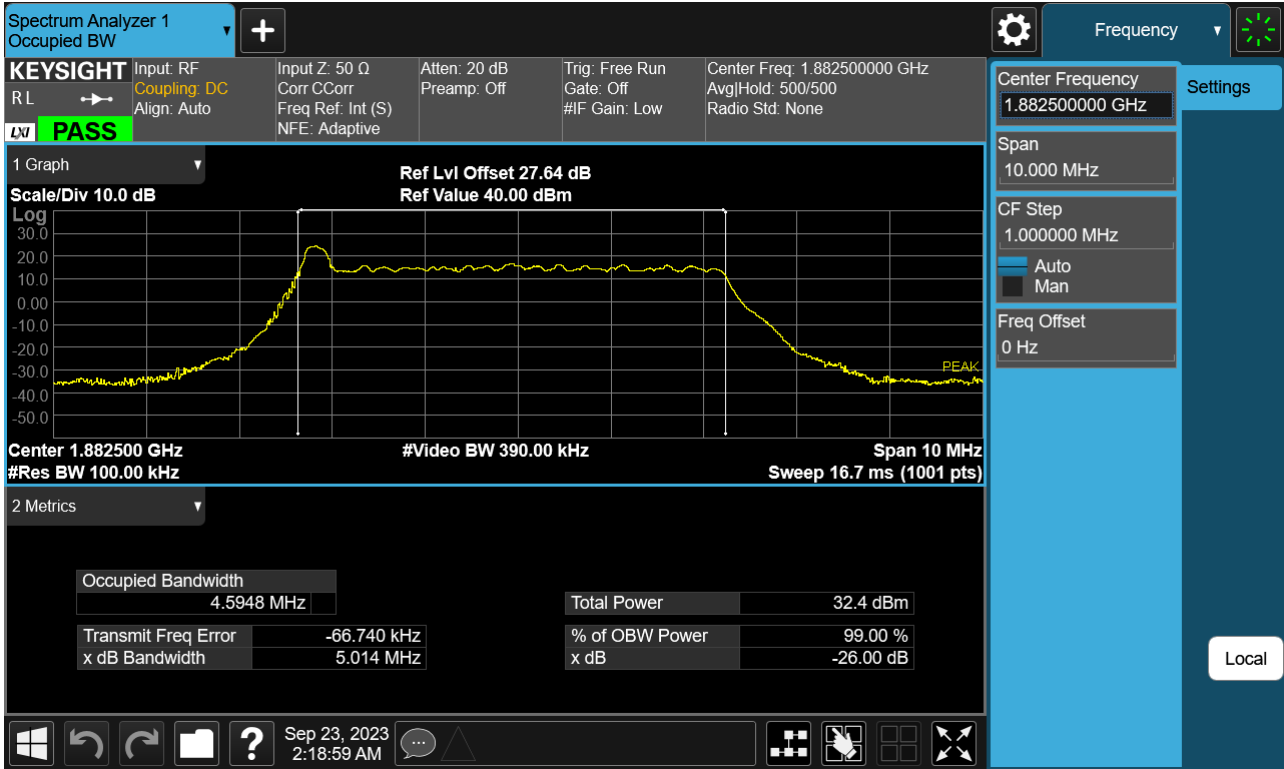 Spectrum Analyzer 1
Occupied BW
Frequency
KEYSIGHT
R L
LXI
PASS
Input: RF
Coupling: DC
Align: Auto
Input Z: 50 Ω
Corr CCorr
Freq Ref: Int (S)
NFE: Adaptive
Atten: 20 dB
Preamp: Off
Trig: Free Run
Gate: Off
#IF Gain: Low
Center Freq: 1.882500000 GHz
Avg|Hold: 500/500
Radio Std: None
Center Frequency
1.882500000 GHz
Settings
Span
10.000 MHz
CF Step
1.000000 MHz
Auto
Man
Freq Offset
0 Hz
Local
1 Graph
Scale/Div 10.0 dB
Ref Lvl Offset 27.64 dB
Ref Value 40.00 dBm
Log
30.0
20.0
10.0
0.00
-10.0
-20.0
-30.0
-40.0
-50.0
PEAK
Center 1.882500 GHz
#Video BW 390.00 kHz
Span 10 MHz
#Res BW 100.00 kHz
Sweep 16.7 ms (1001 pts)
2 Metrics
Occupied Bandwidth
4.5948 MHz
Total Power 32.4 dBm
Transmit Freq Error -66.740 kHz
% of OBW Power 99.00 %
x dB Bandwidth 5.014 MHz
x dB -26.00 dB
?
Sep 23, 2023
2:18:59 AM